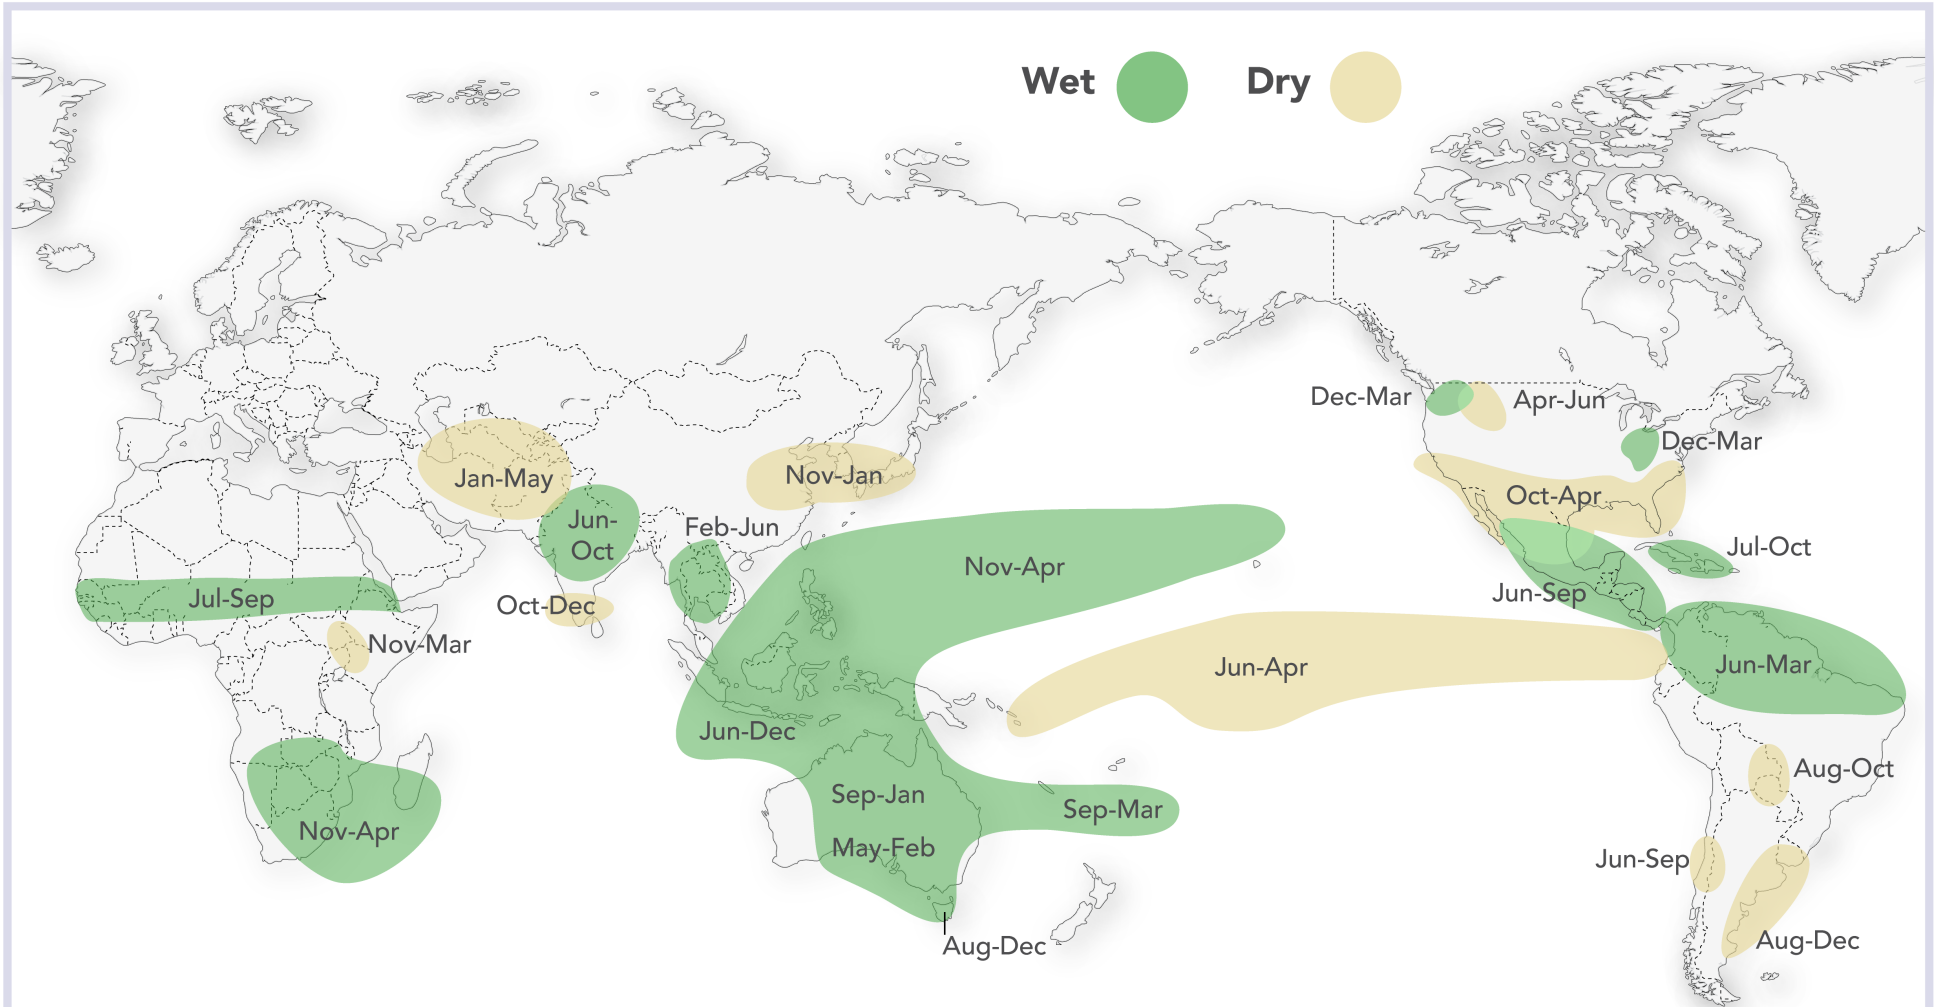 Wet
Dry
Dec-Mar
Apr-Jun
Dec-Mar
Jan-May
Nov-Jan
Oct-Apr
Jun-
Oct
Feb-Jun
Jul-Oct
Nov-Apr
Jul-Sep
Oct-Dec
Jun-Sep
Nov-Mar
Jun-Apr
Jun-Mar
Jun-Dec
Aug-Oct
Sep-Jan
Sep-Mar
Nov-Apr
May-Feb
Jun-Sep
Aug-Dec
Aug-Dec